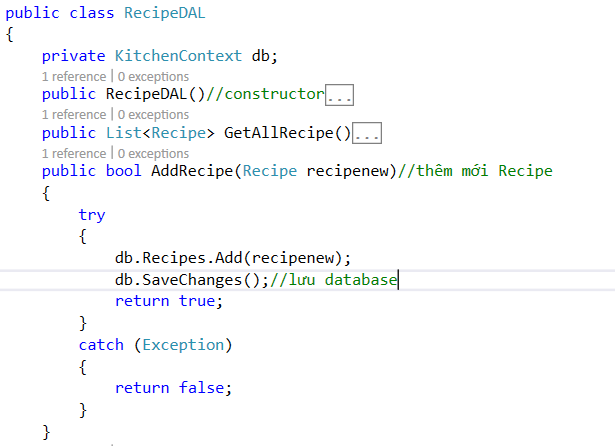 public class RecipeDAL
{
private KitchenContext db;
1 reference | 0 exceptions
public RecipeDAL()//constructor...
1 reference | 0 exceptions
public List<Recipe> GetAllRecipe()...
1 reference | 0 exceptions
public bool AddRecipe(Recipe recipenew)//thêm mới Recipe
{
try
{
db.Recipes.Add(recipenew);
db.SaveChanges();//lưu database
return true;
}
catch (Exception)
{
return false;
}
}